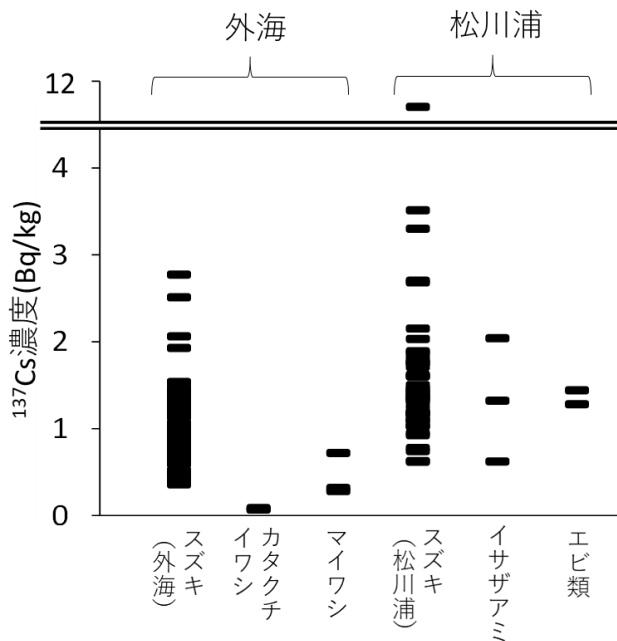 外海
松川浦
12
4
3
2
1
0
¹³⁷Cs濃度(Bq/kg)
スズキ
(外海)
カタクチ
イワシ
マイワシ
スズキ
(松川浦)
イサザアミ
エビ類